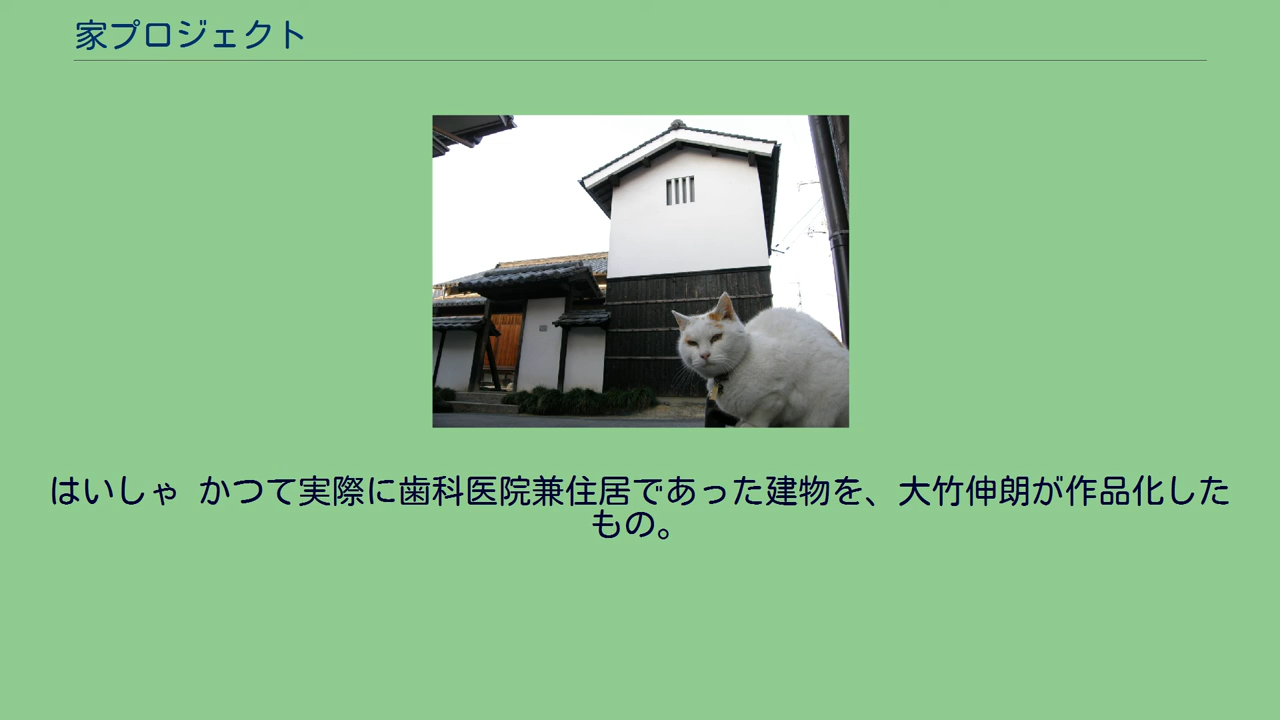 家プロジェクト
はいしゃ かつて実際に歯科医院兼住居であった建物を、大竹伸朗が作品化した
もの。